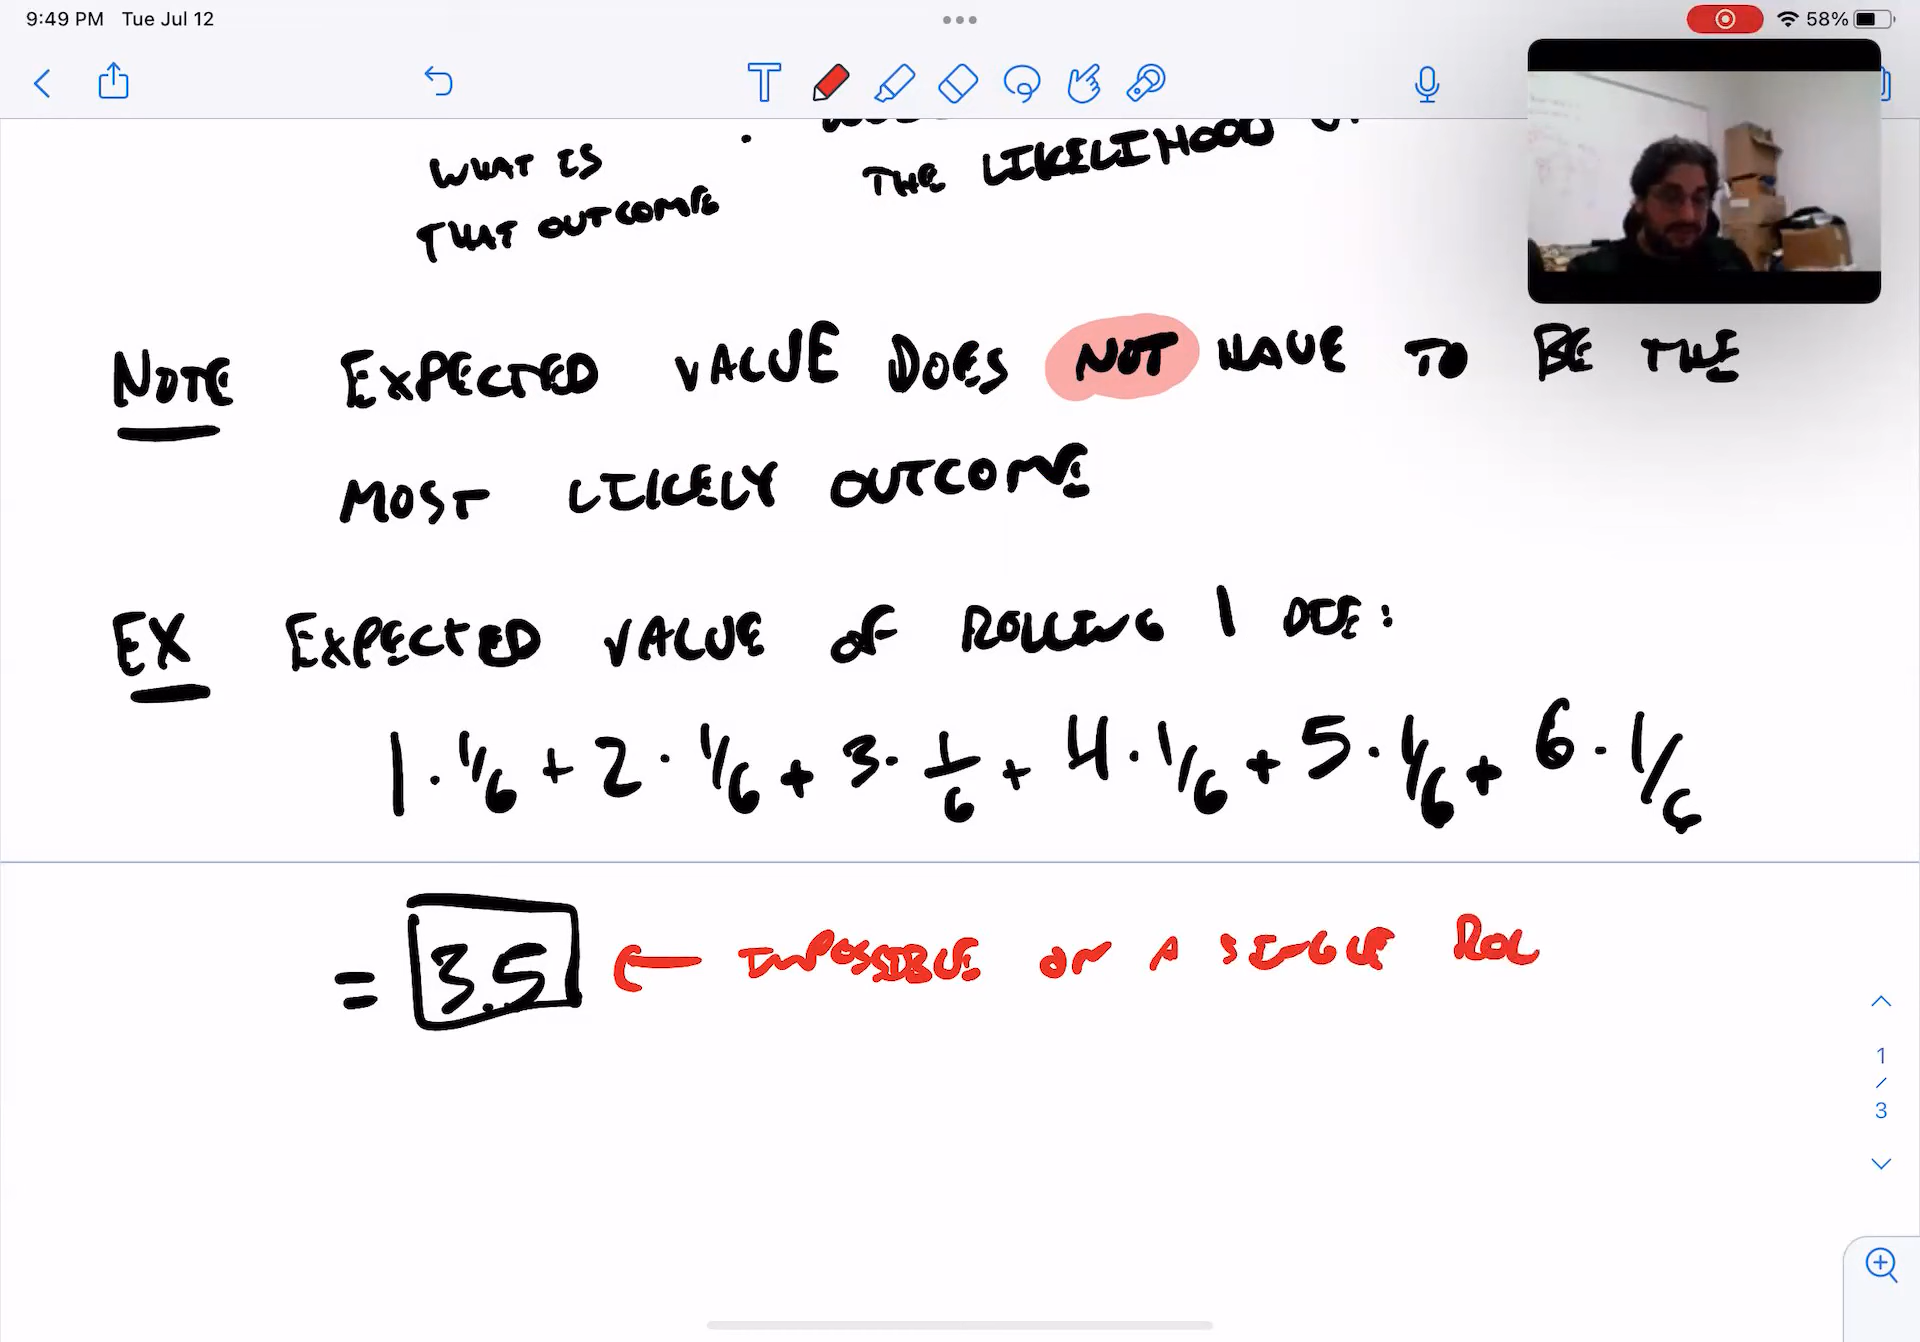 9:49 PM Tue Jul 12
58%
WHAT IS
THAT OUTCOME
THE LIKELIHOOD
NOTE EXPECTED VALUE DOES NOT HAVE TO BE THE
MOST LIKELY OUTCOME
EX EXPECTED VALUE OF ROLLING 1 DIE:
1 · 1/6 + 2 · 1/6 + 3 · 1/6 + 4 · 1/6 + 5 · 1/6 + 6 · 1/6
= 3.5 ← IMPOSSIBLE ON A SINGLE ROL
1
/
3